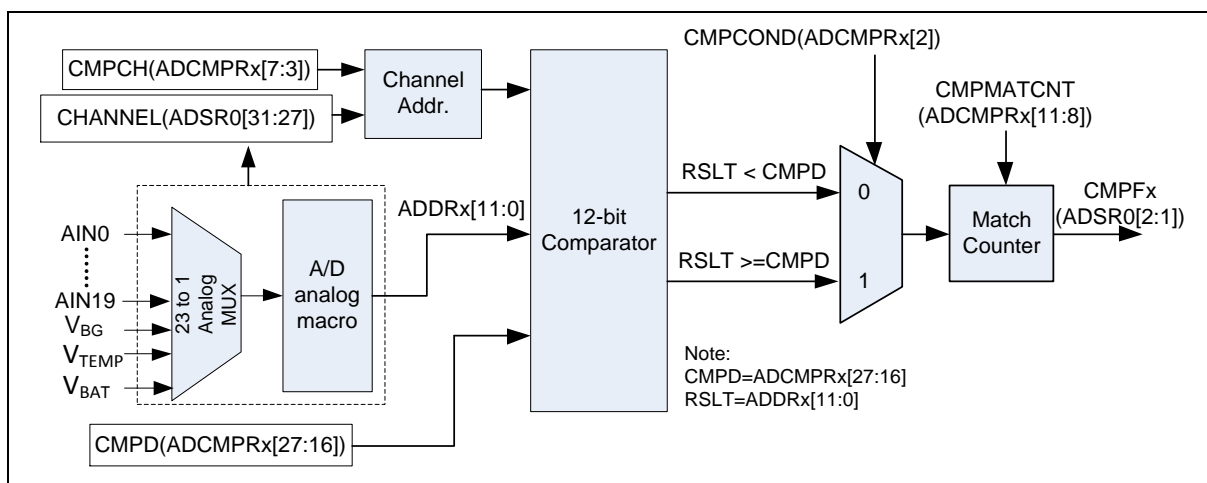 CMPCH(ADCMPRx[7:3])
CHANNEL(ADSR0[31:27])
Channel
Addr.
AIN0
AIN19
VBG
VTEMP
VBAT
23 to 1
Analog
MUX
A/D
analog
macro
ADDRx[11:0]
CMPD(ADCMPRx[27:16])
12-bit
Comparator
CMPCOND(ADCMPRx[2])
RSLT < CMPD
RSLT >=CMPD
0
1
CMPMATCNT
(ADCMPRx[11:8])
Match
Counter
CMPFx
(ADSR0[2:1])
Note:
CMPD=ADCMPRx[27:16]
RSLT=ADDRx[11:0]